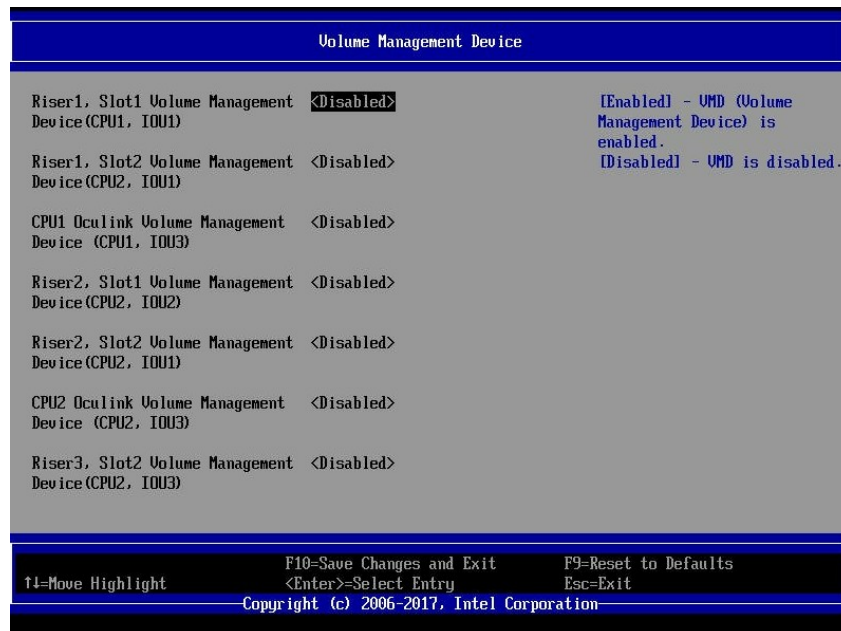 Volume Management Device
Riser1, Slot1 Volume Management <Disabled>
Device(CPU1, IOU1)
Riser1, Slot2 Volume Management <Disabled>
Device(CPU2, IOU1)
CPU1 Oculink Volume Management <Disabled>
Device (CPU1, IOU3)
Riser2, Slot1 Volume Management <Disabled>
Device(CPU2, IOU2)
Riser2, Slot2 Volume Management <Disabled>
Device(CPU2, IOU1)
CPU2 Oculink Volume Management <Disabled>
Device (CPU2, IOU3)
Riser3, Slot2 Volume Management <Disabled>
Device(CPU2, IOU3)
[Enabled] - VMD (Volume
Management Device) is
enabled.
[Disabled] - VMD is disabled.
F10=Save Changes and Exit F9=Reset to Defaults
↑↓=Move Highlight <Enter>=Select Entry Esc=Exit
Copyright (c) 2006-2017, Intel Corporation